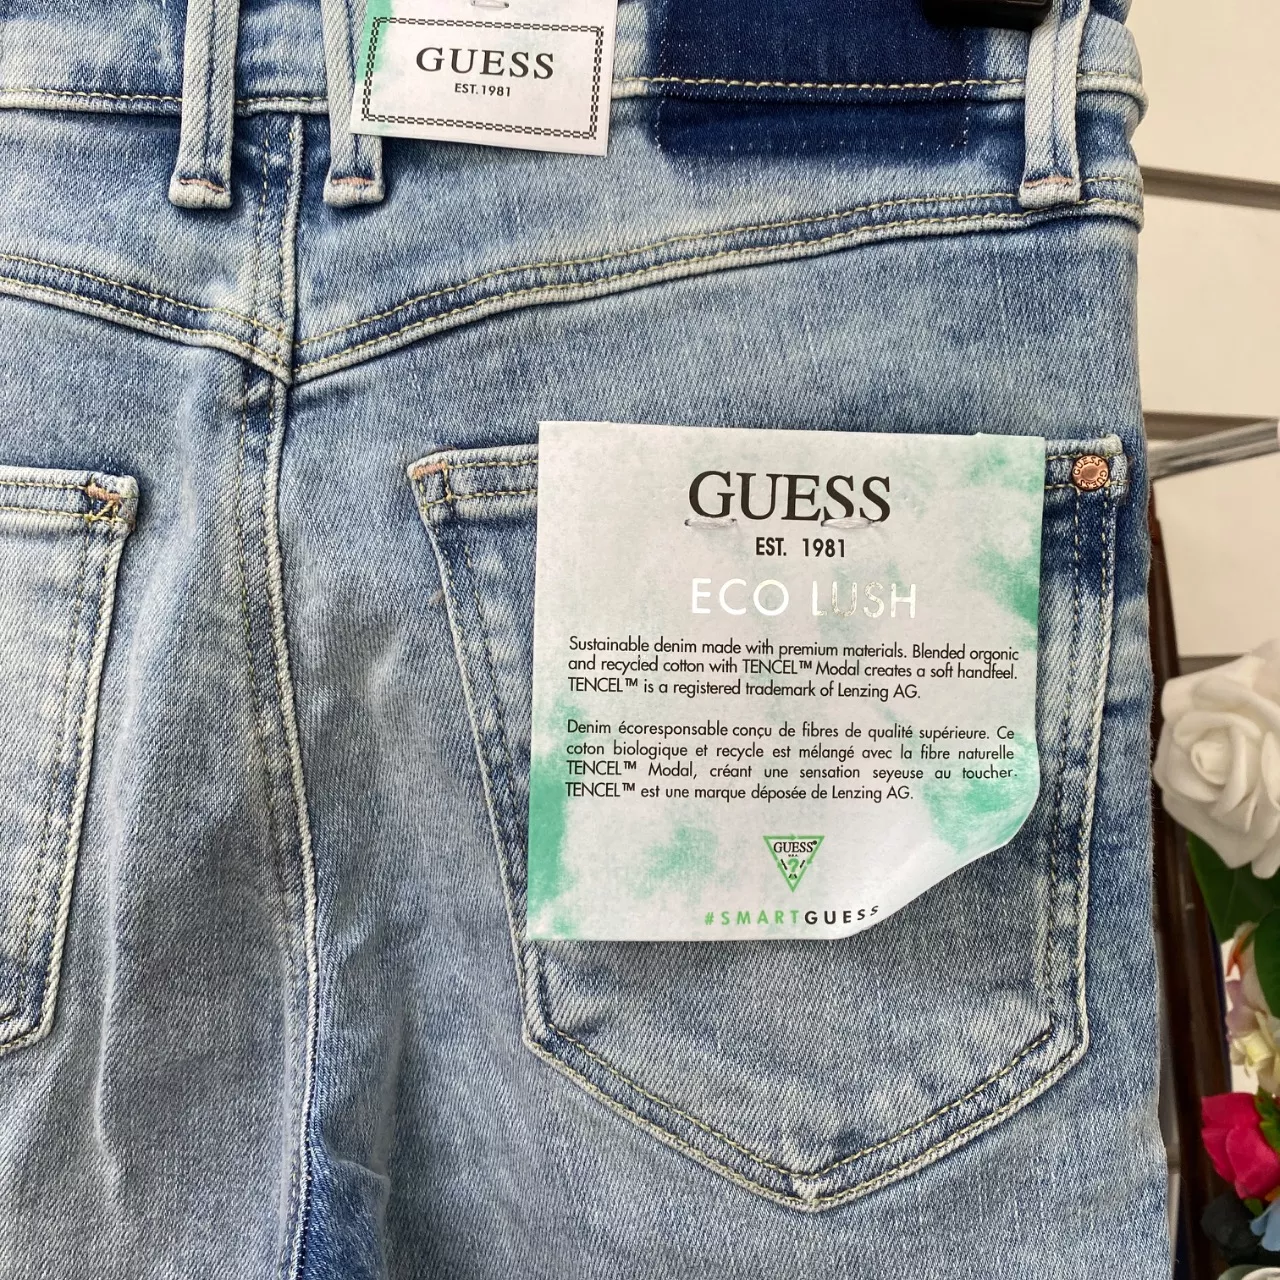 GUESS
EST. 1981
GUESS
EST. 1981
ECO LUSH
Sustainable denim made with premium materials. Blended orgonic
and recycled cotton with TENCEL™ Modal creates a soft handfeel.
TENCEL™ is a registered trademark of Lenzing AG.
Denim écoresponsable conçu de fibres de qualité supérieure. Ce
coton biologique et recycle est mélangé avec la fibre naturelle
TENCEL™ Modal, créant une sensation seyeuse au toucher.
TENCEL™ est une marque déposée de Lenzing AG.
GUESS
?
#SMARTGUESS
GUESS GUESS